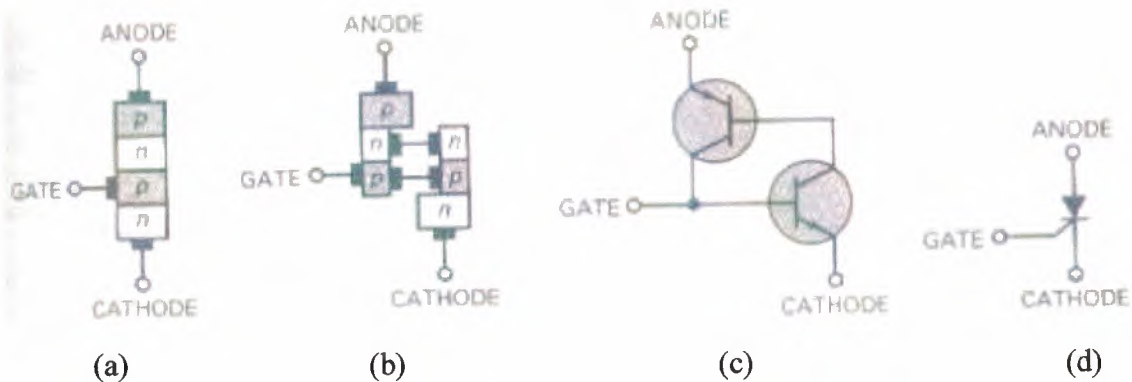 ANODE
p
n
GATE
p
n
CATHODE
(a)
ANODE
p
n n
GATE
p p
n
CATHODE
(b)
ANODE
GATE
CATHODE
(c)
ANODE
GATE
CATHODE
(d)